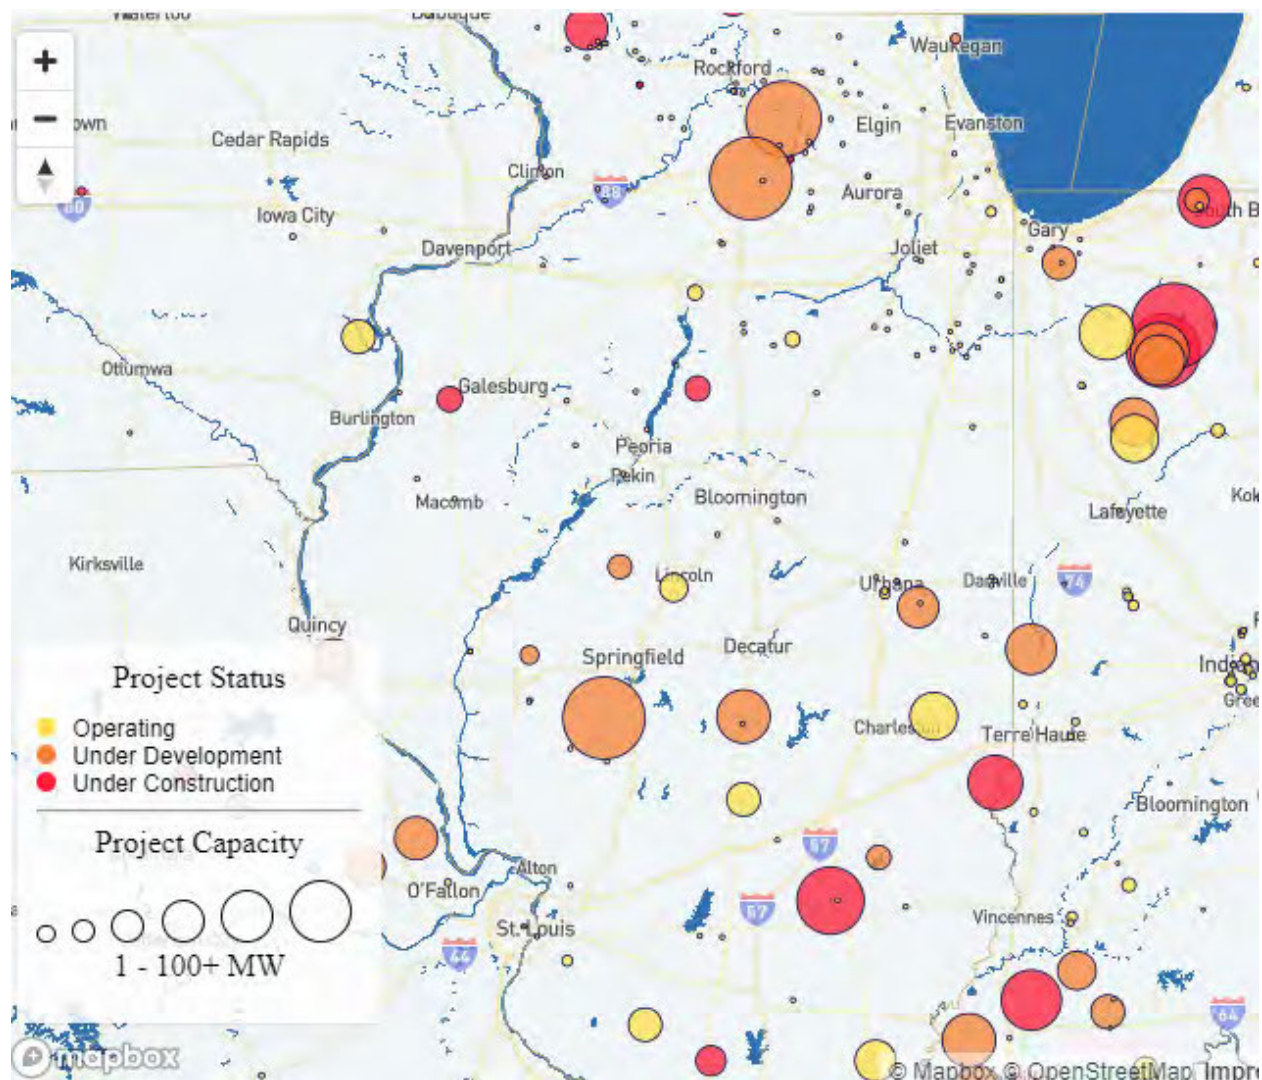 Dubuque
Waukegan
Rockford
+
−
Cedar Rapids
Elgin
Evanston
Clinton
88
Aurora
80
Iowa City
Gary
Davenport
Joliet
Ottumwa
Galesburg
Burlington
Peoria
Pekin
Macomb
Bloomington
Lafayette
Kirksville
Lincoln
Urbana
Danville
74
Quincy
Springfield
Decatur
Project Status
Operating
Under Development
Under Construction
Terre Haute
Bloomington
Project Capacity
1 - 100+ MW
57
Alton
O'Fallon
57
Vincennes
St. Louis
44
64
mapbox
© Mapbox © OpenStreetMap Impr